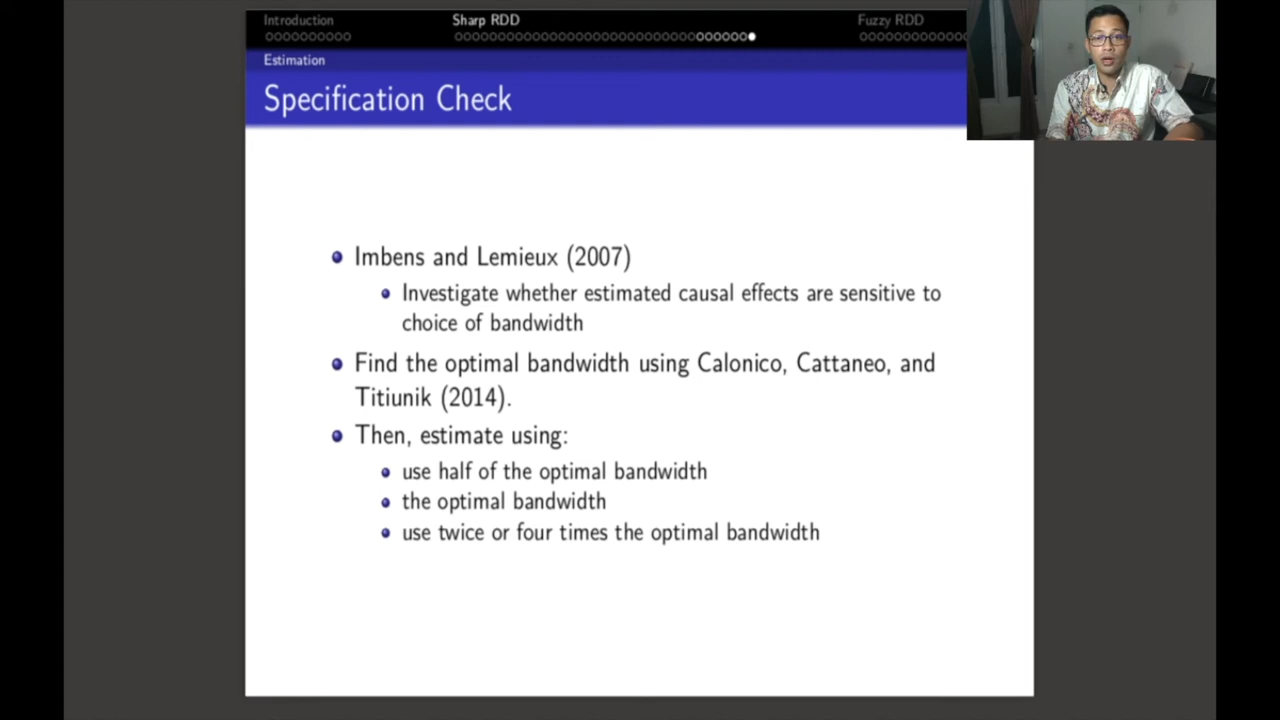 Introduction
Sharp RDD
Fuzzy RDD
Estimation
Specification Check
Imbens and Lemieux (2007)
Investigate whether estimated causal effects are sensitive to
choice of bandwidth
Find the optimal bandwidth using Calonico, Cattaneo, and
Titiunik (2014).
Then, estimate using:
use half of the optimal bandwidth
the optimal bandwidth
use twice or four times the optimal bandwidth